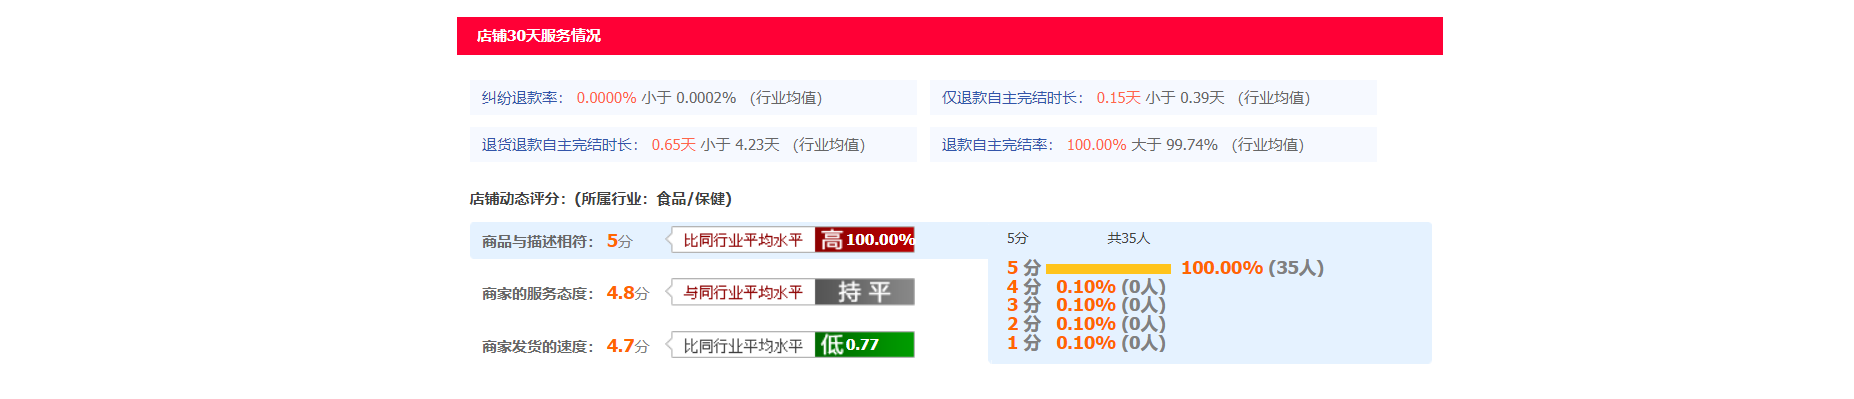 店铺30天服务情况
纠纷退款率： 0.0000% 小于 0.0002% (行业均值)
仅退款自主完结时长： 0.15天 小于 0.39天 (行业均值)
退货退款自主完结时长： 0.65天 小于 4.23天 (行业均值)
退款自主完结率： 100.00% 大于 99.74% (行业均值)
店铺动态评分：(所属行业：食品/保健)
商品与描述相符： 5分 比同行业平均水平 高 100.00%
商家的服务态度： 4.8分 与同行业平均水平 持平
商家发货的速度： 4.7分 比同行业平均水平 低 0.77
5分 共35人
5 分 100.00% (35人)
4 分 0.10% (0人)
3 分 0.10% (0人)
2 分 0.10% (0人)
1 分 0.10% (0人)